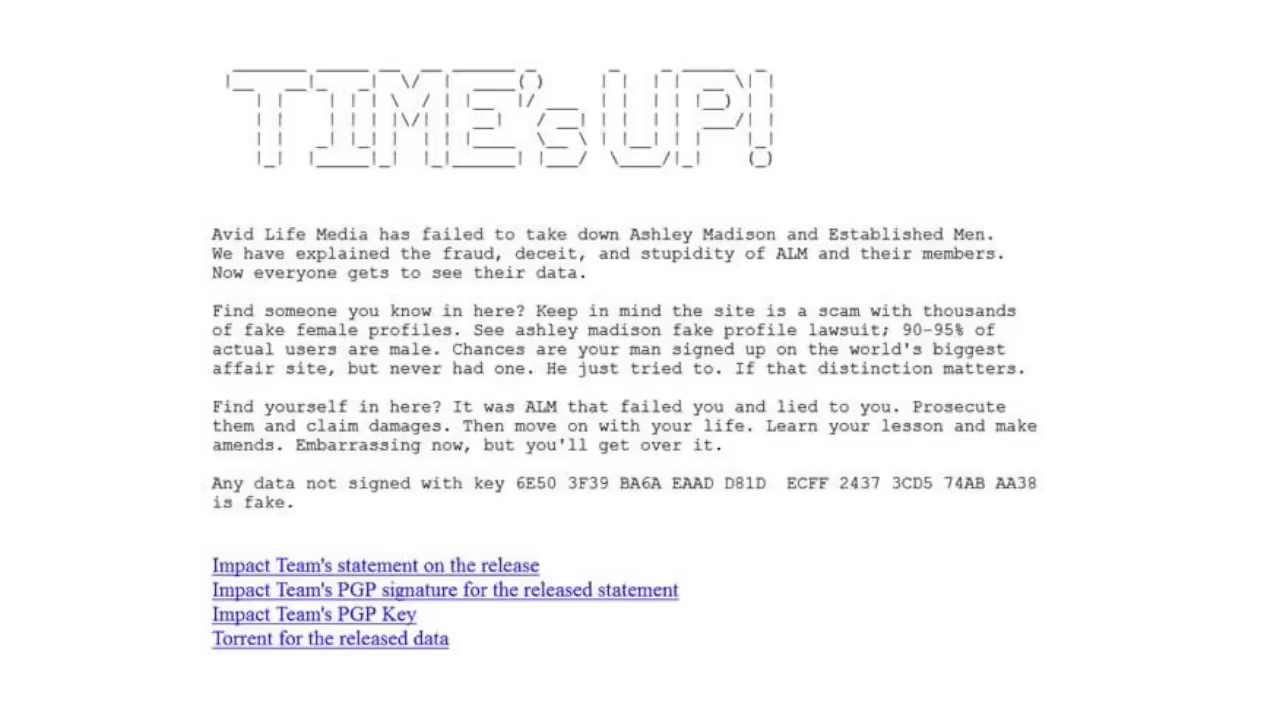 TIME's UP!
Avid Life Media has failed to take down Ashley Madison and Established Men.
We have explained the fraud, deceit, and stupidity of ALM and their members.
Now everyone gets to see their data.
Find someone you know in here? Keep in mind the site is a scam with thousands
of fake female profiles. See ashley madison fake profile lawsuit; 90-95% of
actual users are male. Chances are your man signed up on the world's biggest
affair site, but never had one. He just tried to. If that distinction matters.
Find yourself in here? It was ALM that failed you and lied to you. Prosecute
them and claim damages. Then move on with your life. Learn your lesson and make
amends. Embarrassing now, but you'll get over it.
Any data not signed with key 6E50 3F39 BA6A EAAD D81D  ECFF 2437 3CD5 74AB AA38
is fake.
Impact Team's statement on the release
Impact Team's PGP signature for the released statement
Impact Team's PGP Key
Torrent for the released data